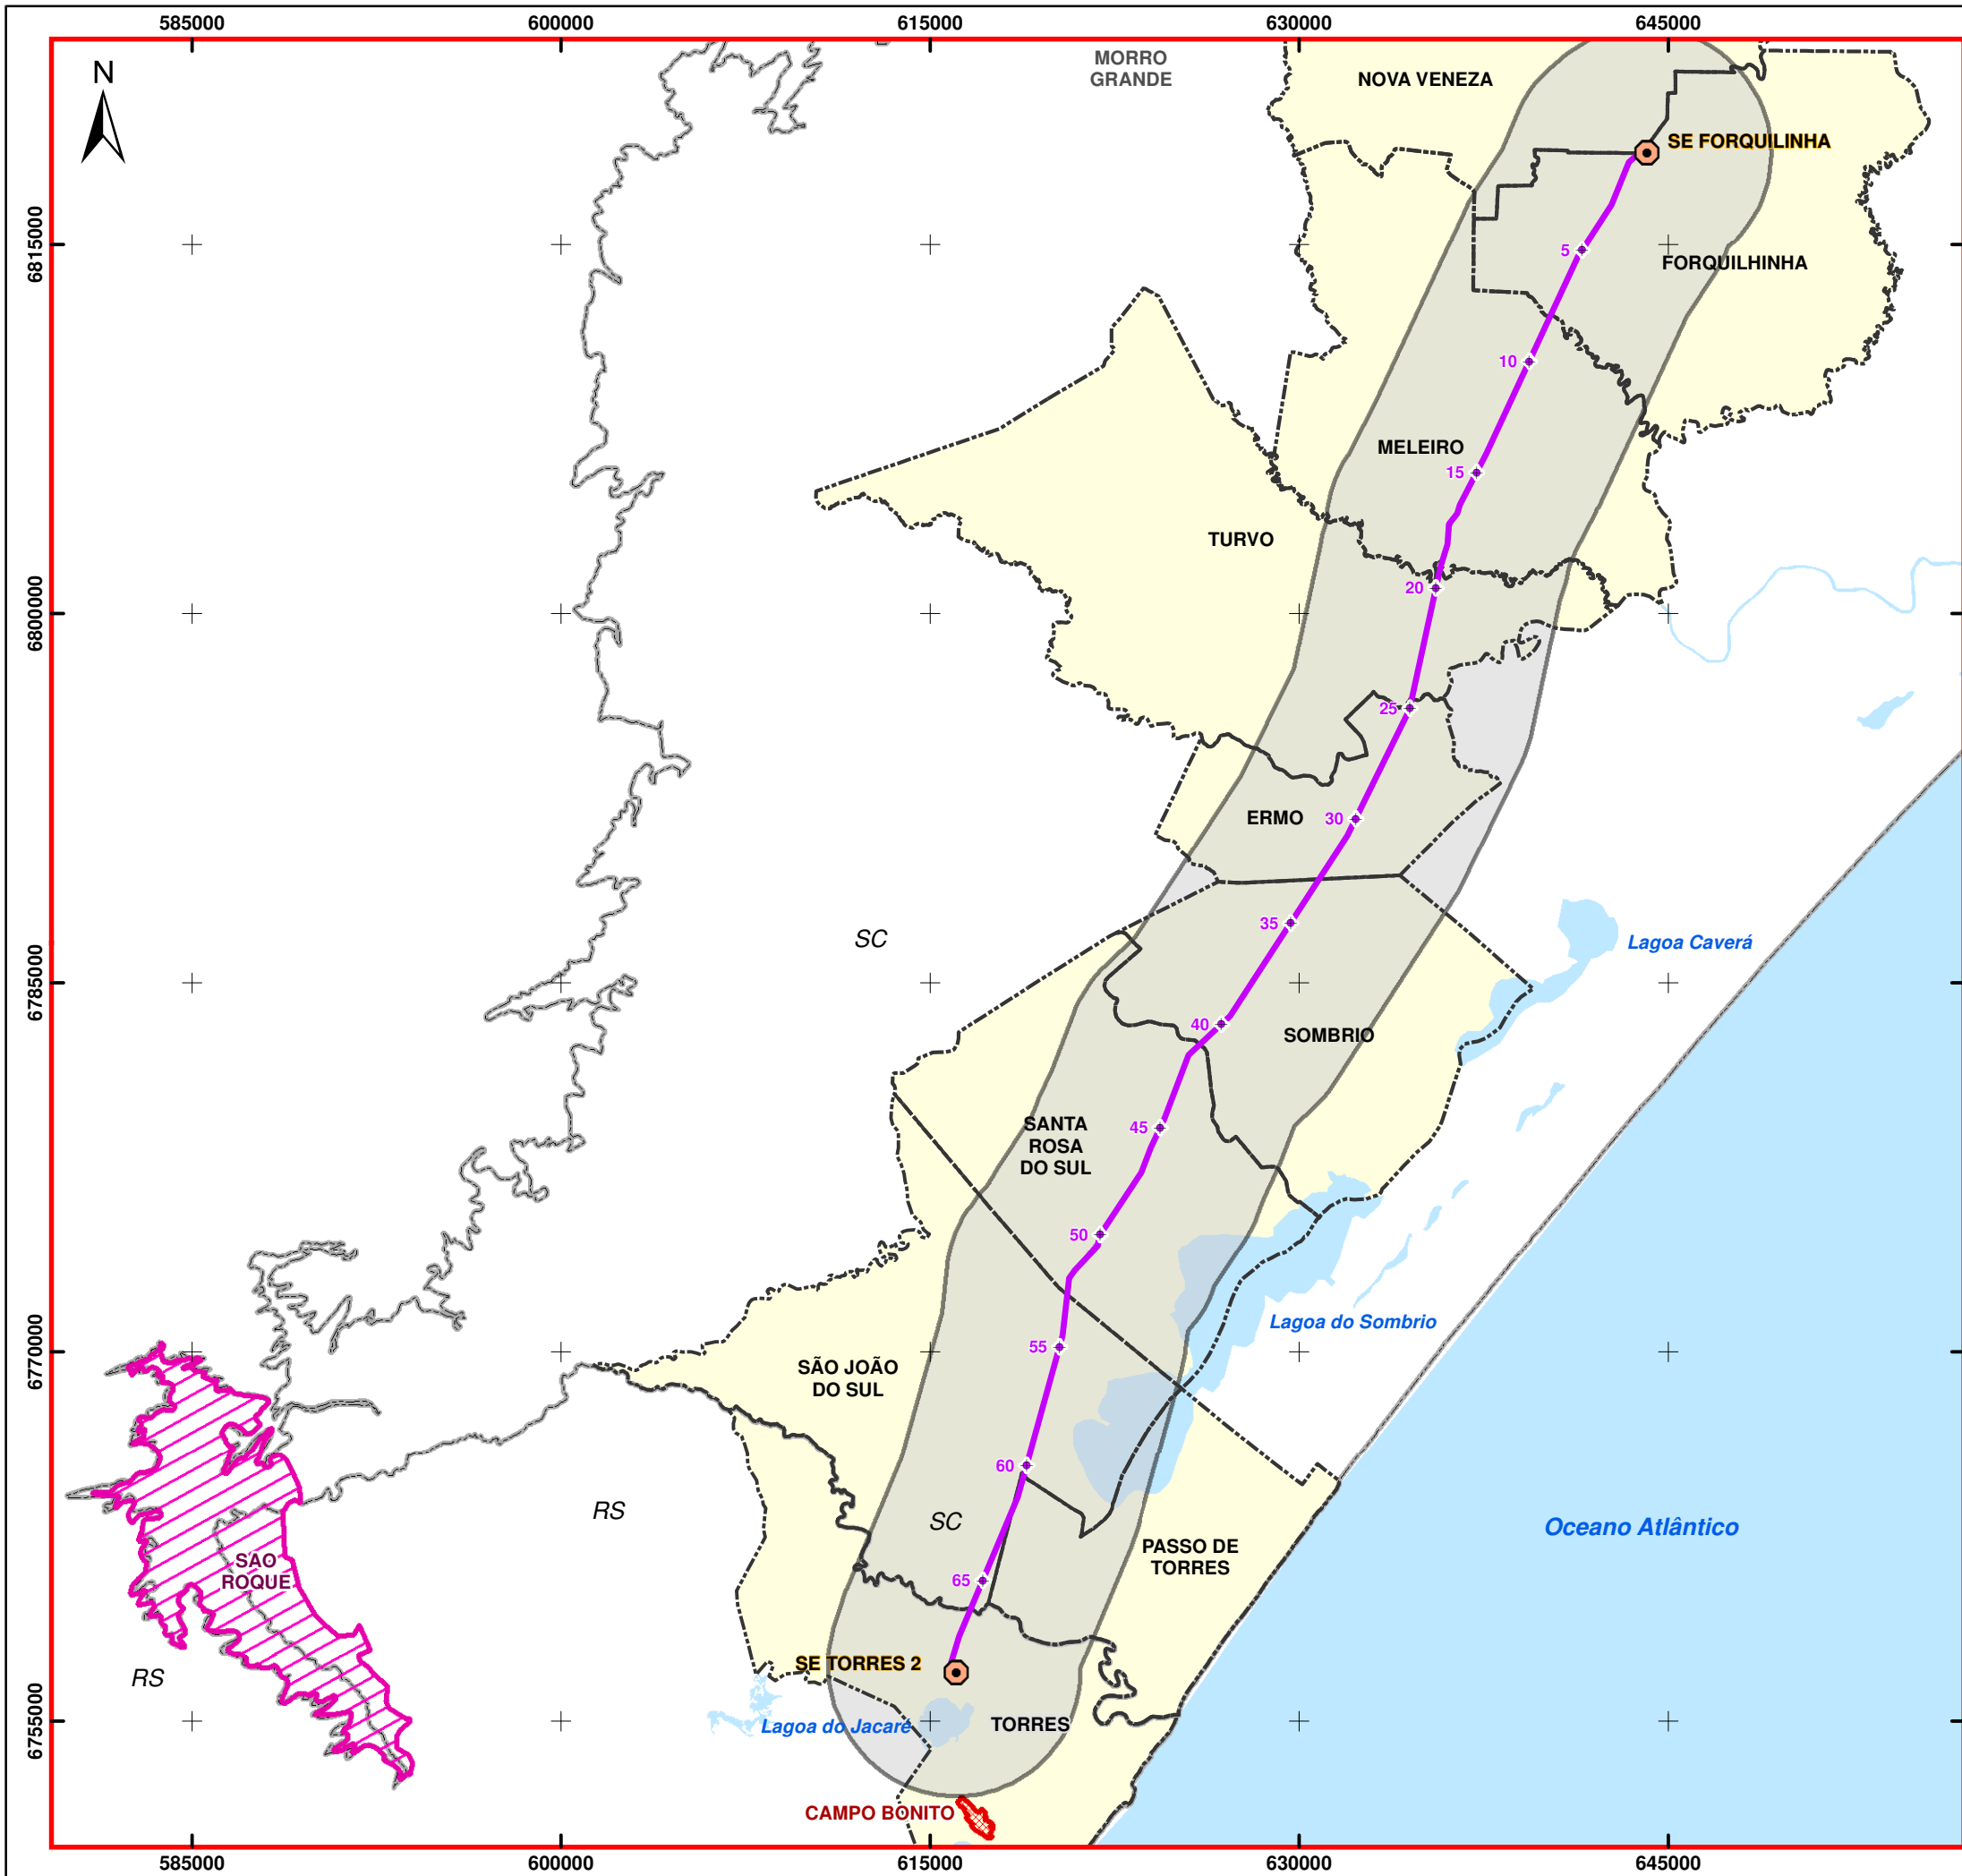 585000
600000
615000
630000
645000
N
MORRO
GRANDE
NOVA VENEZA
SE FORQUILINHA
6815000
5
FORQUILHINHA
10
MELEIRO
15
TURVO
20
6800000
25
ERMO
30
35
SC
Lagoa Caverá
6785000
40
SOMBRIO
SANTA
ROSA
DO SUL
45
50
Lagoa do Sombrio
6770000
55
SÃO JOÃO
DO SUL
60
RS
SC
Oceano Atlântico
PASSO DE
TORRES
SAO
ROQUE
65
RS
SE TORRES 2
6755000
Lagoa do Jacaré
TORRES
CAMPO BONITO
585000
600000
615000
630000
645000